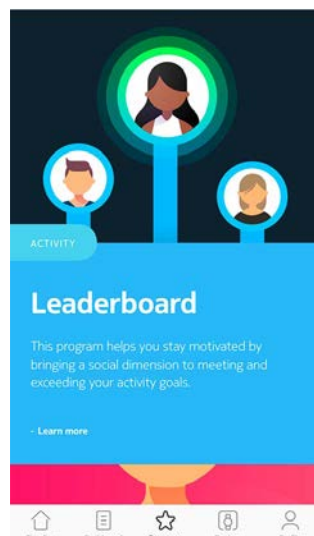 ACTIVITY
Leaderboard
This program helps you stay motivated by
bringing a social dimension to meeting and
exceeding your activity goals.
- Learn more